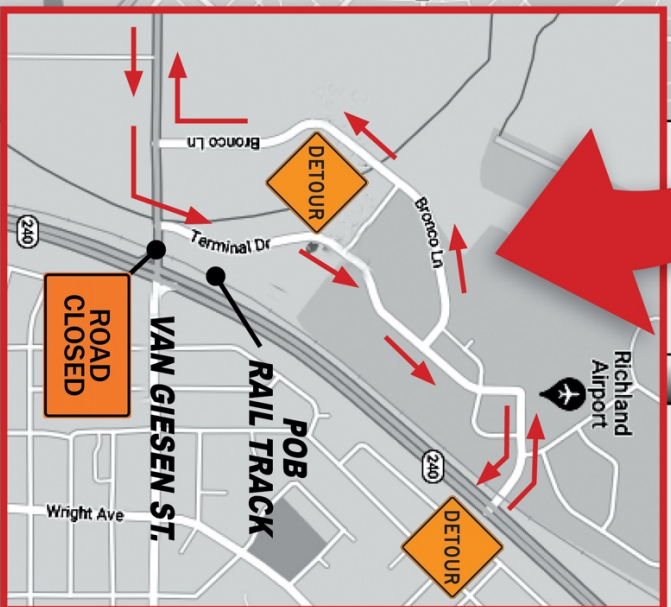 Bronco Ln
DETOUR
Bronco Ln
Terminal Dr
240
ROAD
CLOSED
VAN GIESEN ST.
POB
RAIL TRACK
Richland
Airport
240
DETOUR
Wright Ave